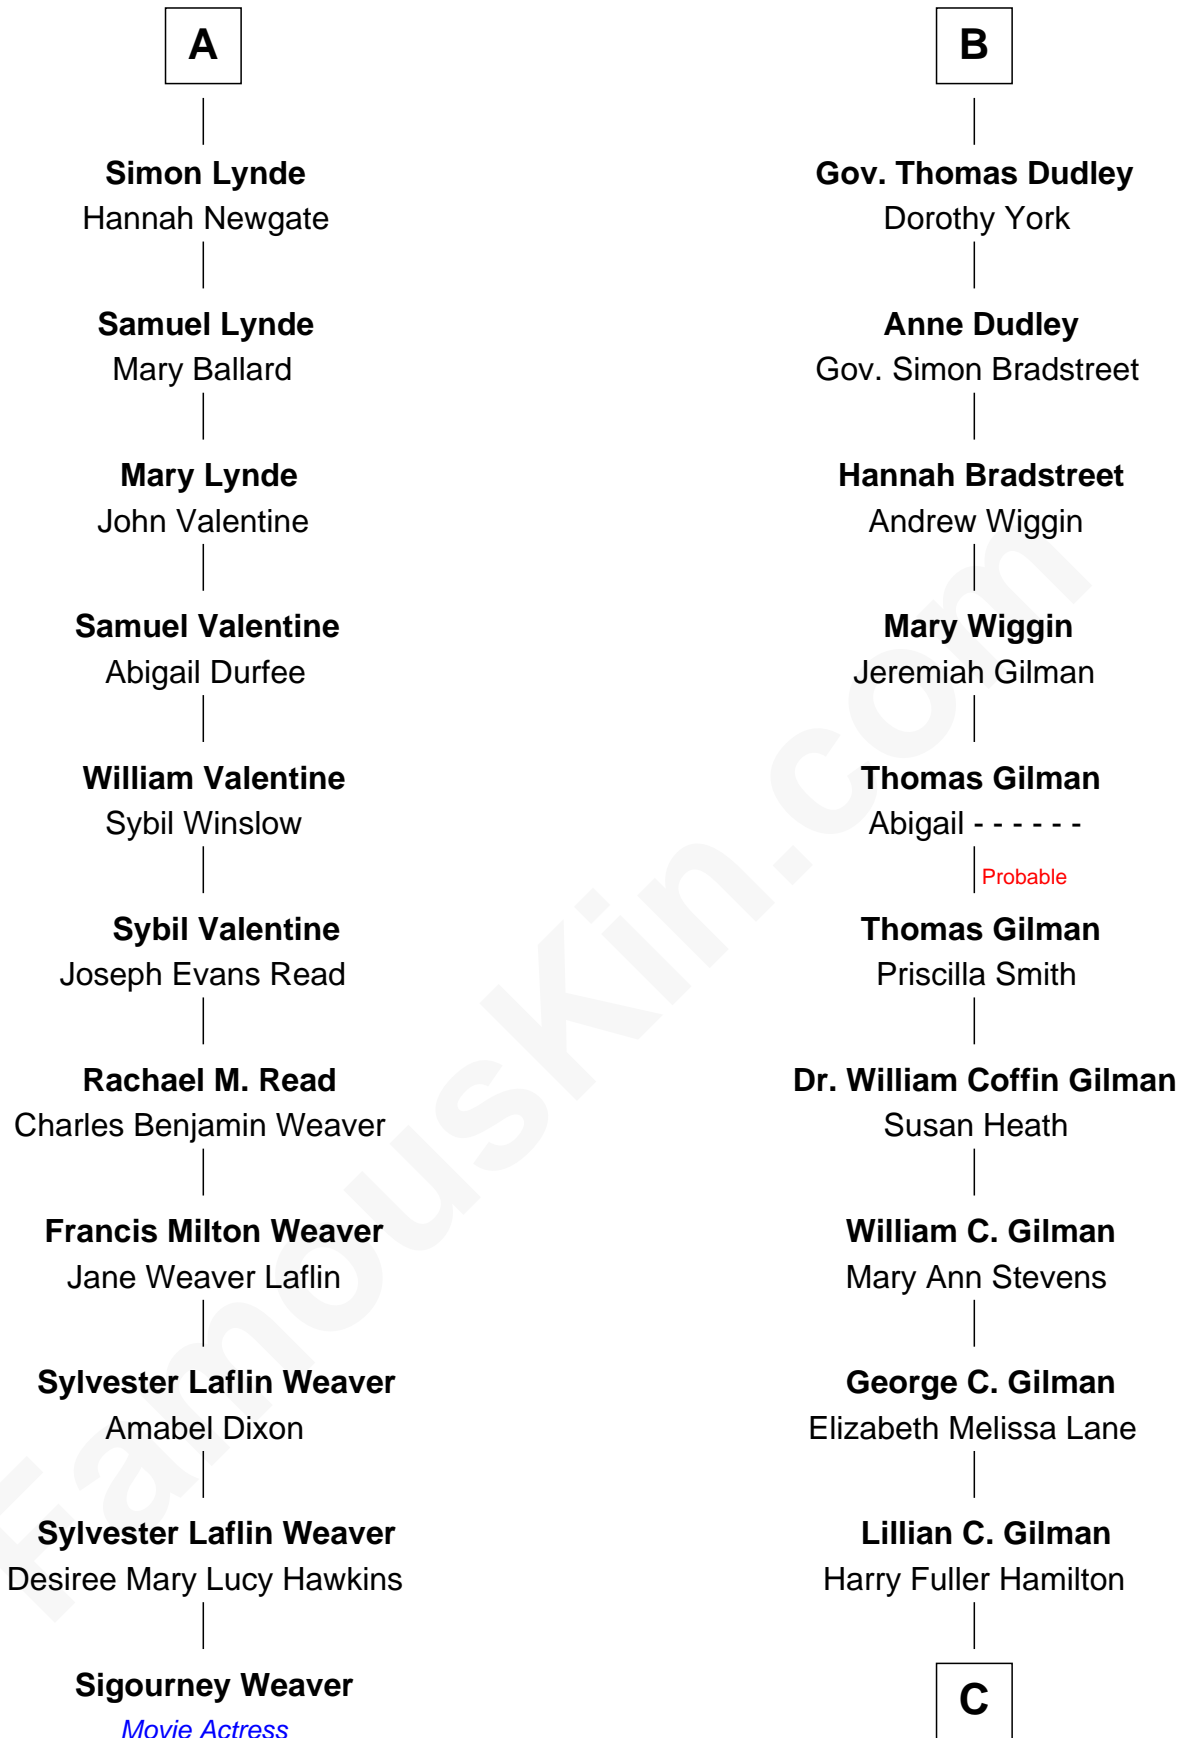 A
Simon Lynde
Hannah Newgate
Samuel Lynde
Mary Ballard
Mary Lynde
John Valentine
Samuel Valentine
Abigail Durfee
William Valentine
Sybil Winslow
Sybil Valentine
Joseph Evans Read
Rachael M. Read
Charles Benjamin Weaver
Francis Milton Weaver
Jane Weaver Laflin
Sylvester Laflin Weaver
Amabel Dixon
Sylvester Laflin Weaver
Desiree Mary Lucy Hawkins
Sigourney Weaver
Movie Actress
B
Gov. Thomas Dudley
Dorothy York
Anne Dudley
Gov. Simon Bradstreet
Hannah Bradstreet
Andrew Wiggin
Mary Wiggin
Jeremiah Gilman
Thomas Gilman
Abigail - - - - - -
Probable
Thomas Gilman
Priscilla Smith
Dr. William Coffin Gilman
Susan Heath
William C. Gilman
Mary Ann Stevens
George C. Gilman
Elizabeth Melissa Lane
Lillian C. Gilman
Harry Fuller Hamilton
C
FamousKin.com